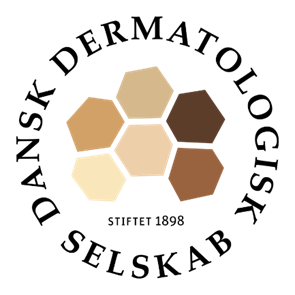 DANSK DERMATOLOGISK SELSKAB
STIFTET 1898